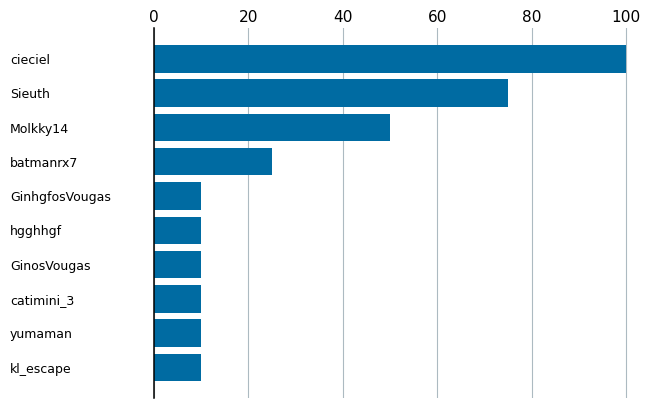 0 20 40 60 80 100
cieciel
Sieuth
Molkky14
batmanrx7
GinhgfosVougas
hgghhgf
GinosVougas
catimini_3
yumaman
kl_escape